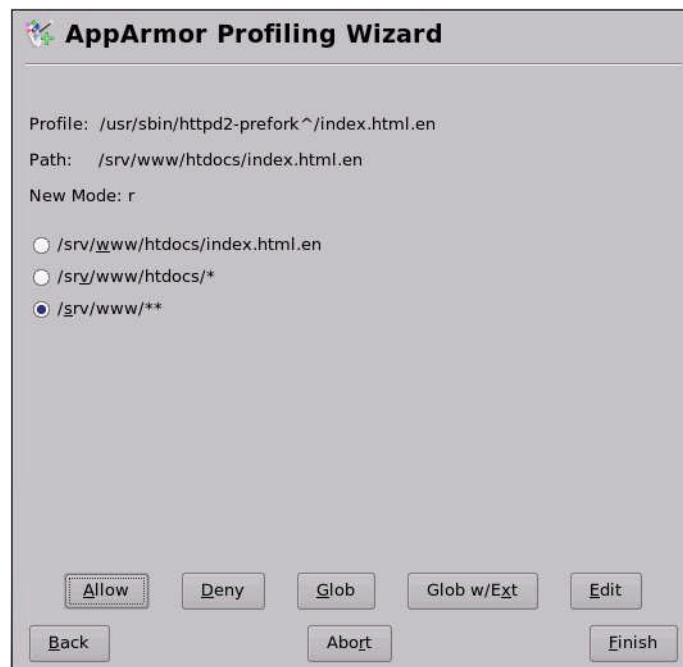 AppArmor Profiling Wizard
Profile: /usr/sbin/httpd2-prefork^/index.html.en
Path: /srv/www/htdocs/index.html.en
New Mode: r
/srv/www/htdocs/index.html.en
/srv/www/htdocs/*
/srv/www/**
Allow Deny Glob Glob w/Ext Edit
Back Abort Finish